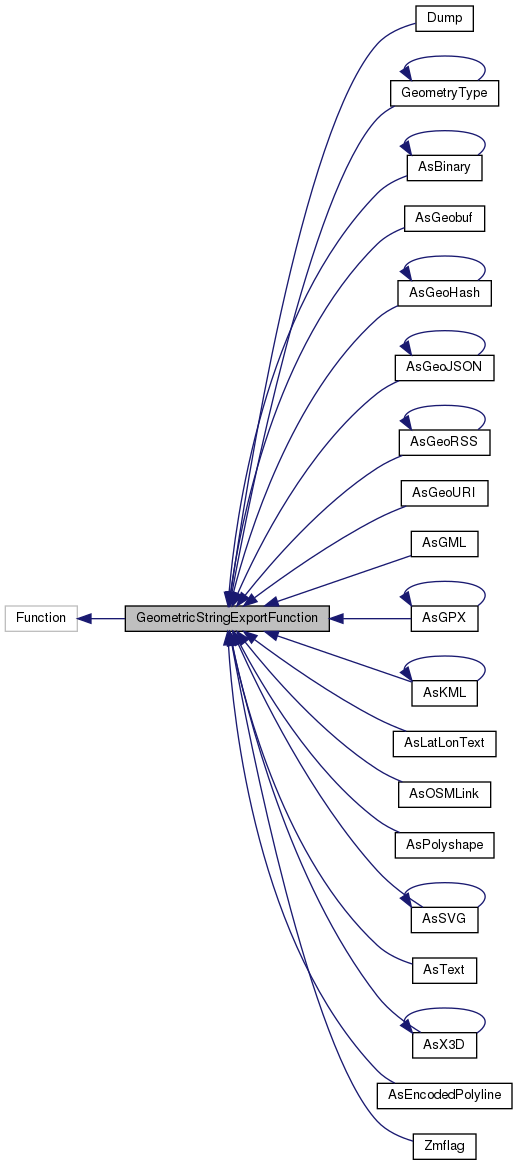 Dump
GeometryType
AsBinary
AsGeobuf
AsGeoHash
AsGeoJSON
AsGeoRSS
AsGeoURI
AsGML
Function
GeometricStringExportFunction
AsGPX
AsKML
AsLatLonText
AsOSMLink
AsPolyshape
AsSVG
AsText
AsX3D
AsEncodedPolyline
Zmflag